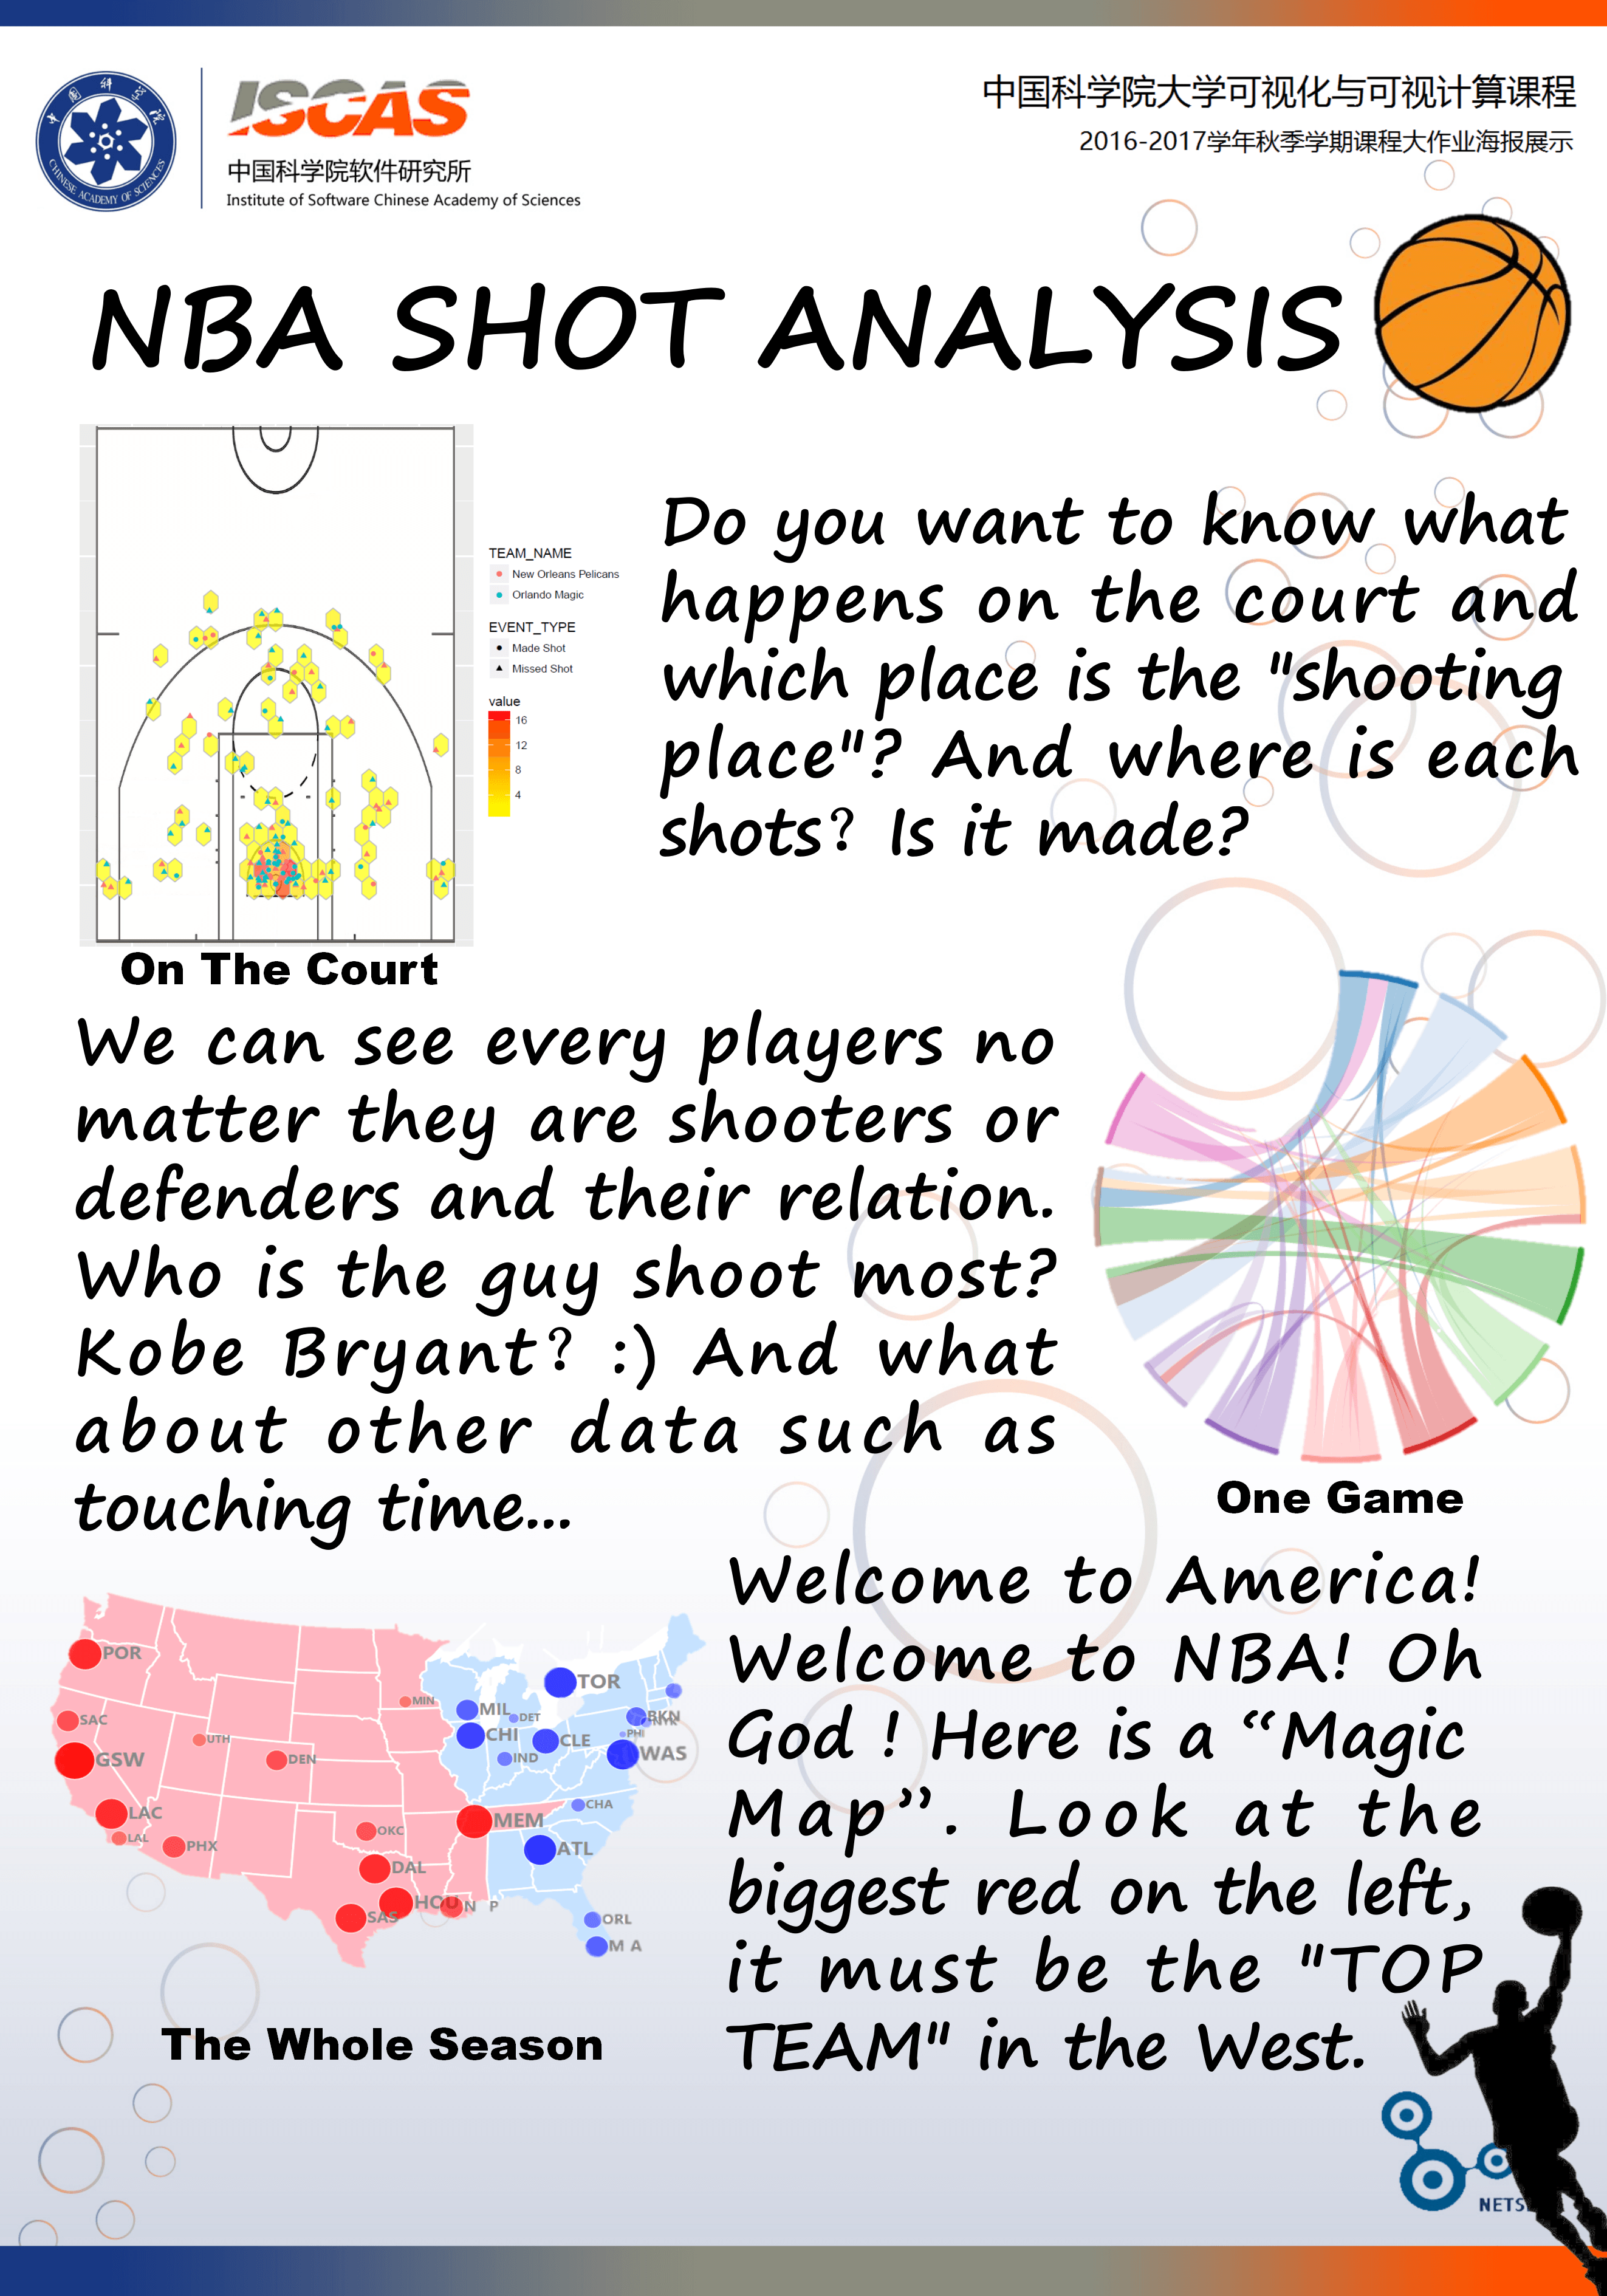 中国科学院
CHINESE ACADEMY OF SCIENCES
ISCAS
中国科学院软件研究所
Institute of Software Chinese Academy of Sciences
中国科学院大学可视化与可视计算课程
2016-2017学年秋季学期课程大作业海报展示
NBA SHOT ANALYSIS
TEAM_NAME
New Orleans Pelicans
Orlando Magic
EVENT_TYPE
Made Shot
Missed Shot
value
16
12
8
4
On The Court
Do you want to know what
happens on the court and
which place is the "shooting
place"? And where is each
shots? Is it made?
We can see every players no
matter they are shooters or
defenders and their relation.
Who is the guy shoot most?
Kobe Bryant? :) And what
about other data such as
touching time...
One Game
POR
SAC
GSW
LAC
LAL
PHX
UTH
DEN
MIN
OKC
DAL
HOU
SAS
N P
MEM
MIL
DET
CHI
IND
CLE
TOR
BKN
NYK
PHI
WAS
CHA
ATL
ORL
M A
The Whole Season
Welcome to America!
Welcome to NBA! Oh
God ! Here is a “Magic
Map”. Look at the
biggest red on the left,
it must be the "TOP
TEAM" in the West.
NETS